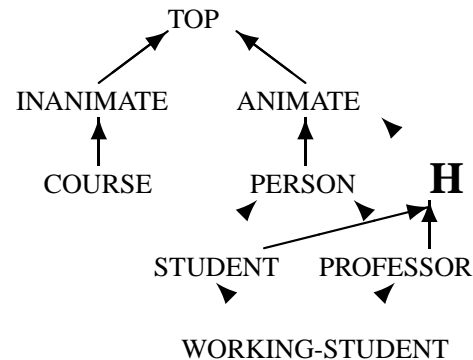 TOP
INANIMATE ANIMATE
COURSE PERSON H
STUDENT PROFESSOR
WORKING-STUDENT